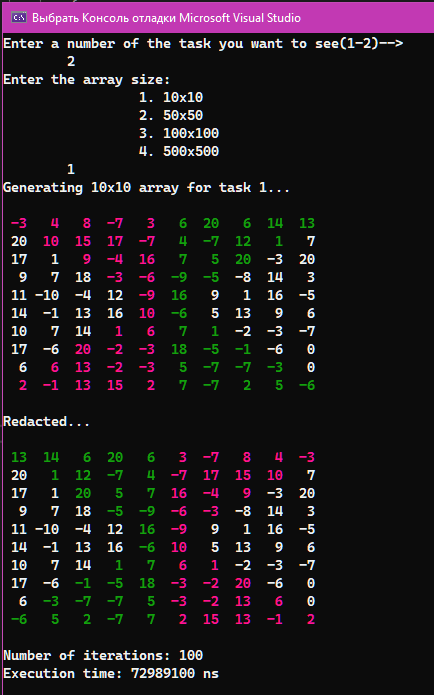 Выбрать Консоль отладки Microsoft Visual Studio
Enter a number of the task you want to see(1-2)-->
2
Enter the array size:
1. 10x10
2. 50x50
3. 100x100
4. 500x500
1
Generating 10x10 array for task 1...
-3 4 8 -7 3 6 20 6 14 13
20 10 15 17 -7 4 -7 12 1 7
17 1 9 -4 16 7 5 20 -3 20
9 7 18 -3 -6 -9 -5 -8 14 3
11 -10 -4 12 -9 16 9 1 16 -5
14 -1 13 16 10 -6 5 13 9 6
10 7 14 1 6 7 1 -2 -3 -7
17 -6 20 -2 -3 18 -5 -1 -6 0
6 6 13 -2 -3 5 -7 -7 -3 0
2 -1 13 15 2 7 -7 2 5 -6
Redacted...
13 14 6 20 6 3 -7 8 4 -3
20 1 12 -7 4 -7 17 15 10 7
17 1 20 5 7 16 -4 9 -3 20
9 7 18 -5 -9 -6 -3 -8 14 3
11 -10 -4 12 16 -9 9 1 16 -5
14 -1 13 16 -6 10 5 13 9 6
10 7 14 1 7 6 1 -2 -3 -7
17 -6 -1 -5 18 -3 -2 20 -6 0
6 -3 -7 -7 5 -3 -2 13 6 0
-6 5 2 -7 7 2 15 13 -1 2
Number of iterations: 100
Execution time: 72989100 ns